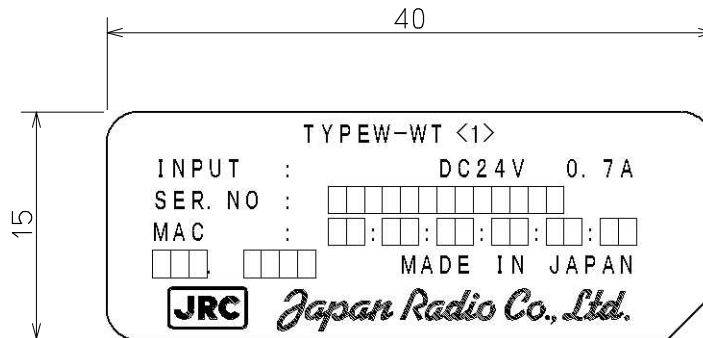 40
15
TYPEW-WT <1>
INPUT : DC24V 0.7A
SER. NO :
MAC : : : : : :
.
MADE IN JAPAN
JRC Japan Radio Co., Ltd.